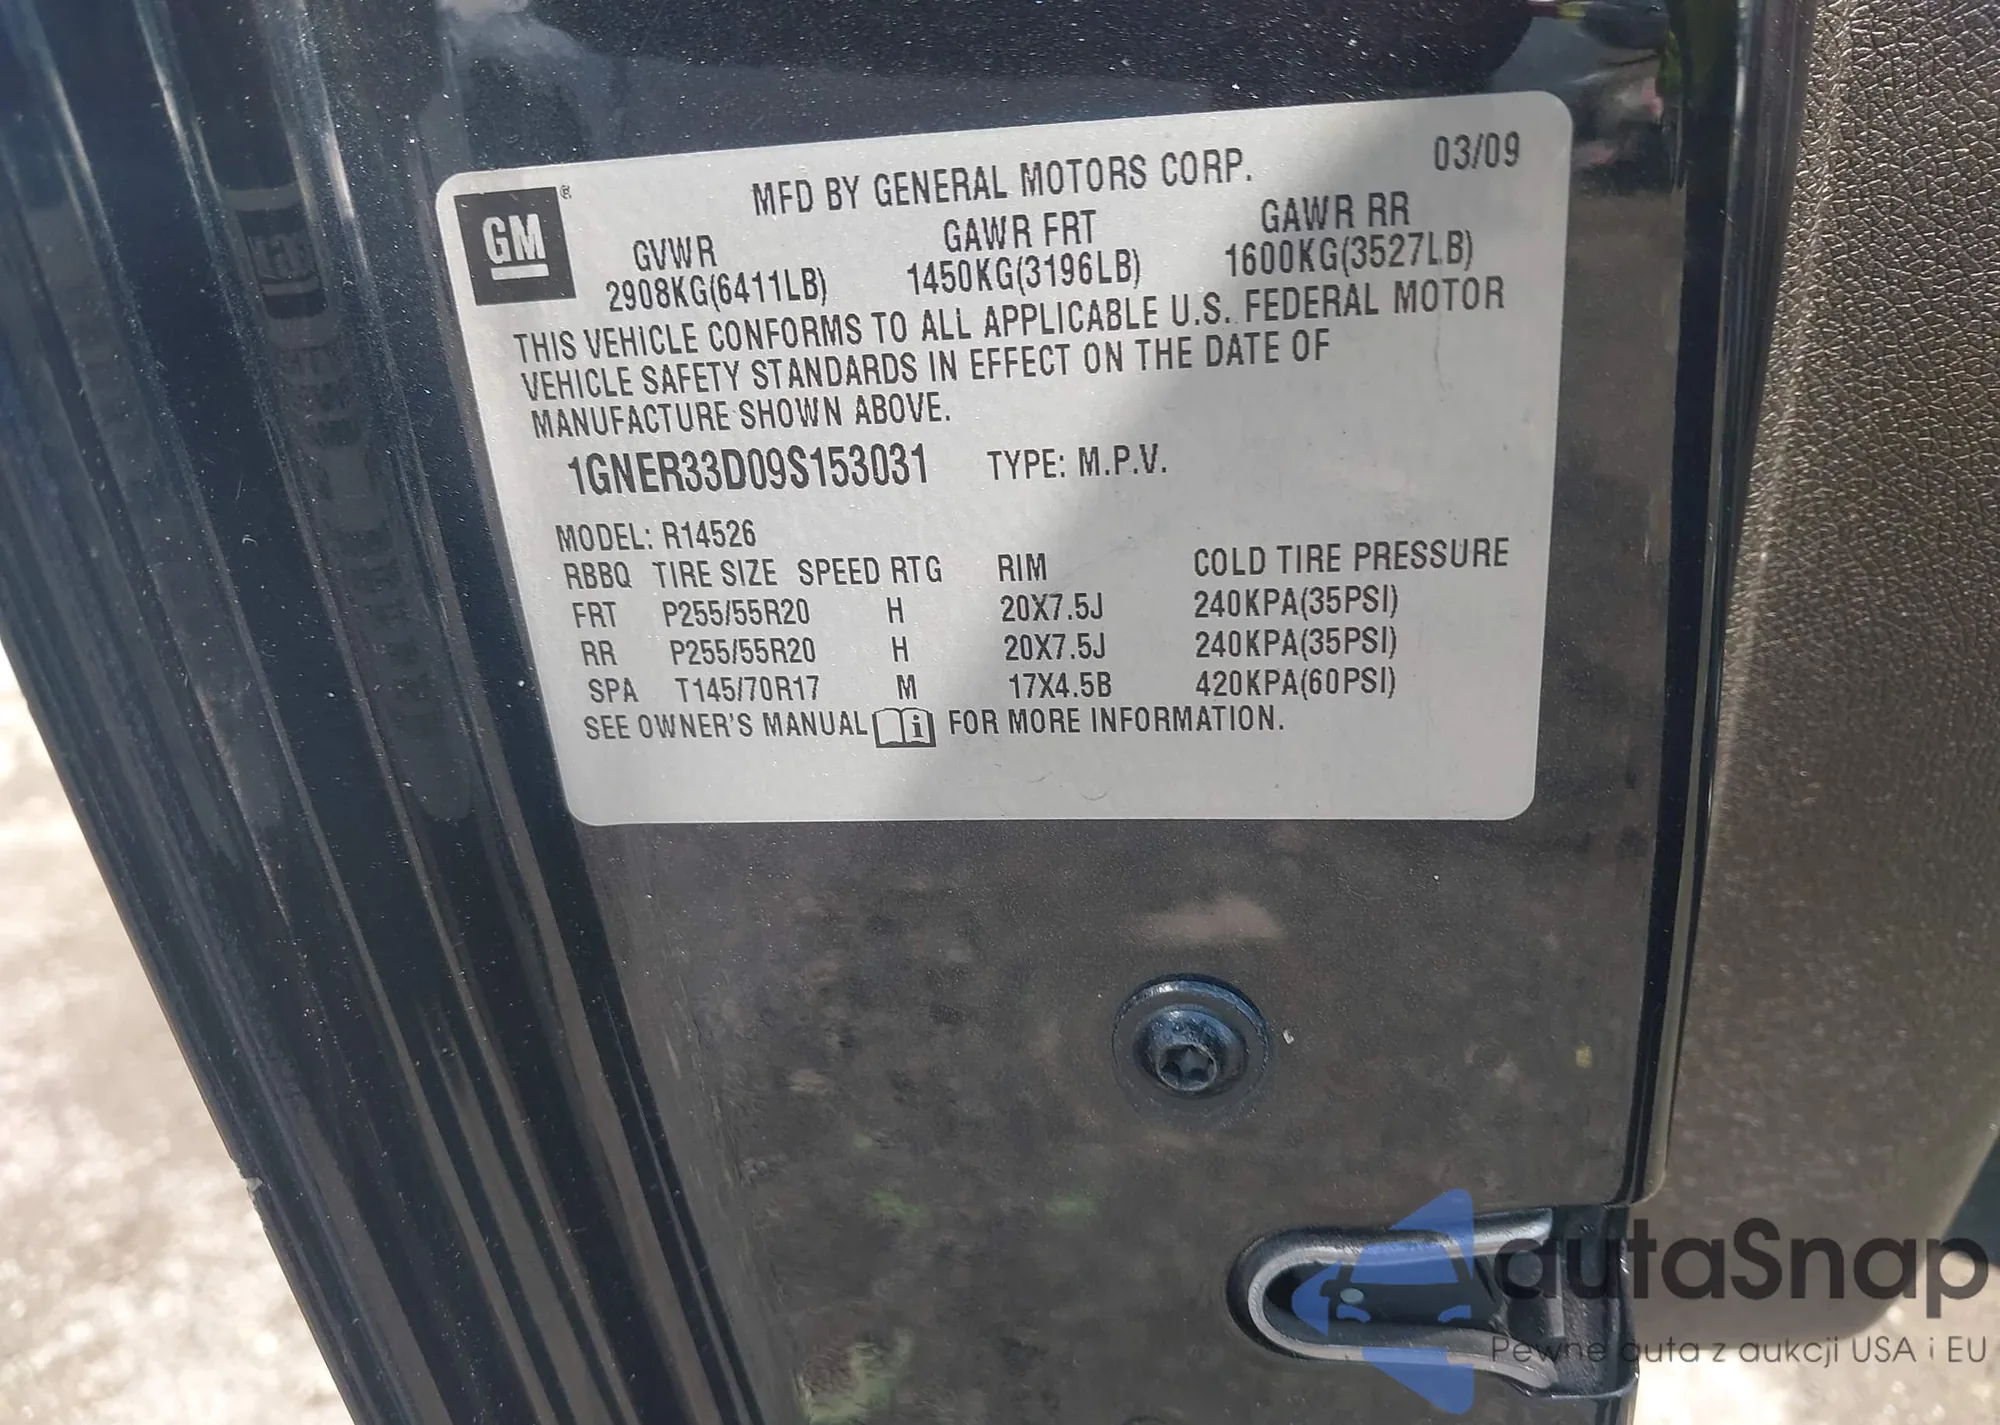 MFD BY GENERAL MOTORS CORP. 03/09
GM ®
GVWR GAWR FRT GAWR RR
2908KG(6411LB) 1450KG(3196LB) 1600KG(3527LB)
THIS VEHICLE CONFORMS TO ALL APPLICABLE U.S. FEDERAL MOTOR
VEHICLE SAFETY STANDARDS IN EFFECT ON THE DATE OF
MANUFACTURE SHOWN ABOVE.
1GNER33D09S153031 TYPE: M.P.V.
MODEL: R14526
RBBQ TIRE SIZE SPEED RTG RIM COLD TIRE PRESSURE
FRT P255/55R20 H 20X7.5J 240KPA(35PSI)
RR P255/55R20 H 20X7.5J 240KPA(35PSI)
SPA T145/70R17 M 17X4.5B 420KPA(60PSI)
SEE OWNER'S MANUAL i FOR MORE INFORMATION.
autaSnap
Pewne auta z aukcji USA i EU